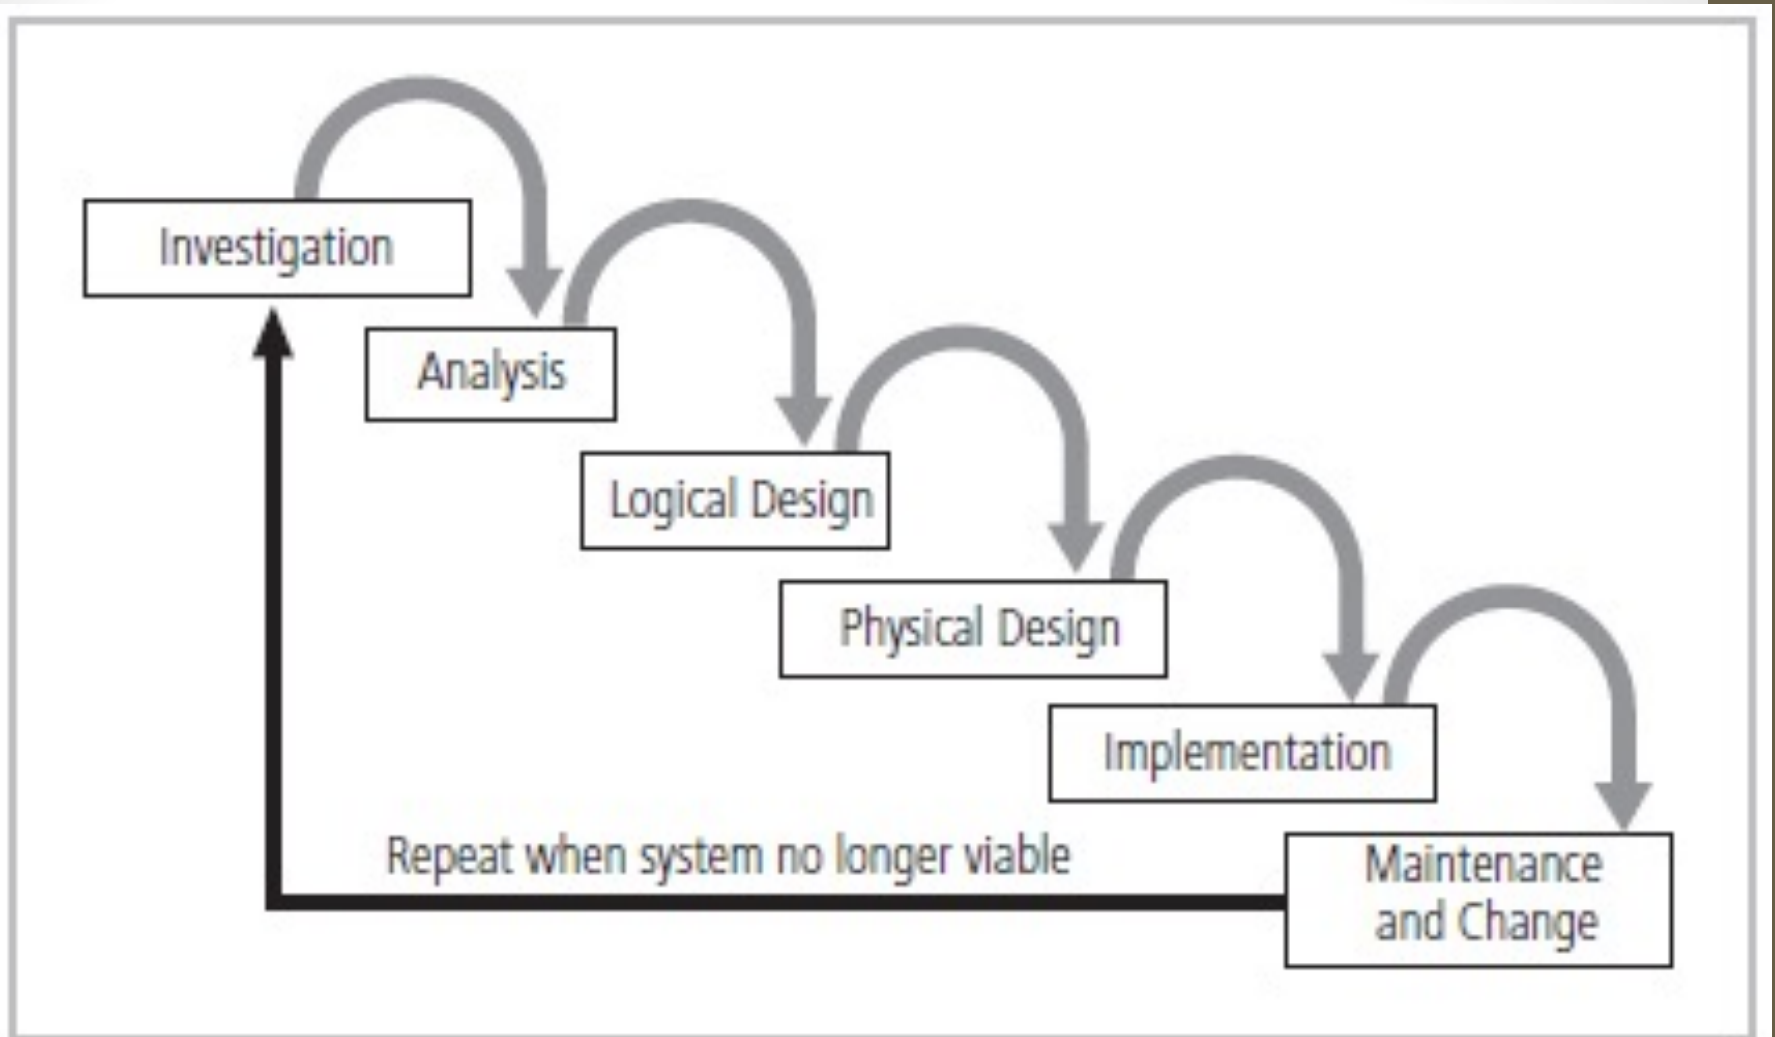 Investigation
Analysis
Logical Design
Physical Design
Implementation
Repeat when system no longer viable
Maintenance
and Change